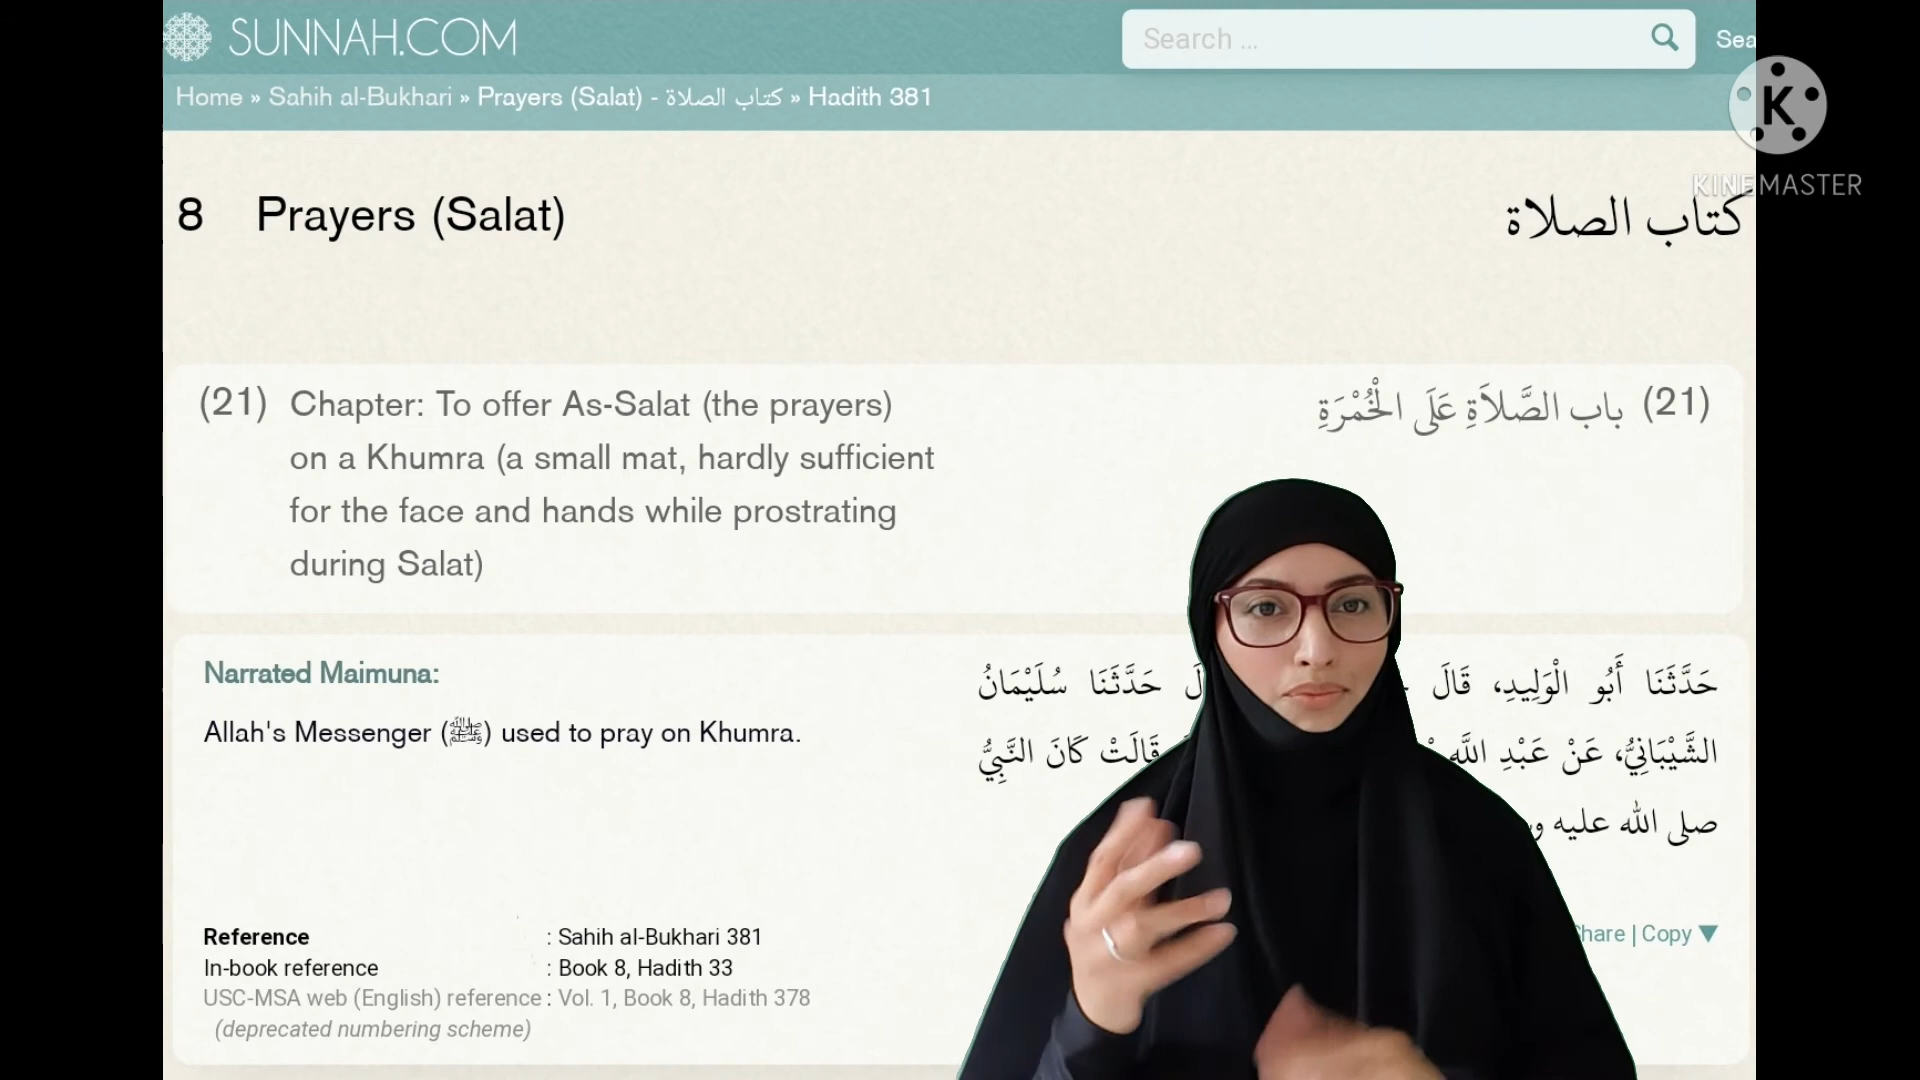 SUNNAH.COM
Search ...
Sea
Home » Sahih al-Bukhari » Prayers (Salat) - كتاب الصلاة » Hadith 381
K
KINEMASTER
8 Prayers (Salat)
كتاب الصلاة
(21) Chapter: To offer As-Salat (the prayers)
on a Khumra (a small mat, hardly sufficient
for the face and hands while prostrating
during Salat)
(21) باب الصَّلاَةِ عَلَى الْخُمْرَةِ
Narrated Maimuna:
Allah's Messenger (ﷺ) used to pray on Khumra.
حَدَّثَنَا أَبُو الْوَلِيدِ، قَالَ حَدَّثَنَا سُلَيْمَانُ
الشَّيْبَانِيُّ، عَنْ عَبْدِ اللَّهِ قَالَتْ كَانَ النَّبِيُّ
صلى الله عليه
Reference : Sahih al-Bukhari 381
In-book reference : Book 8, Hadith 33
USC-MSA web (English) reference : Vol. 1, Book 8, Hadith 378
(deprecated numbering scheme)
Share | Copy ▼